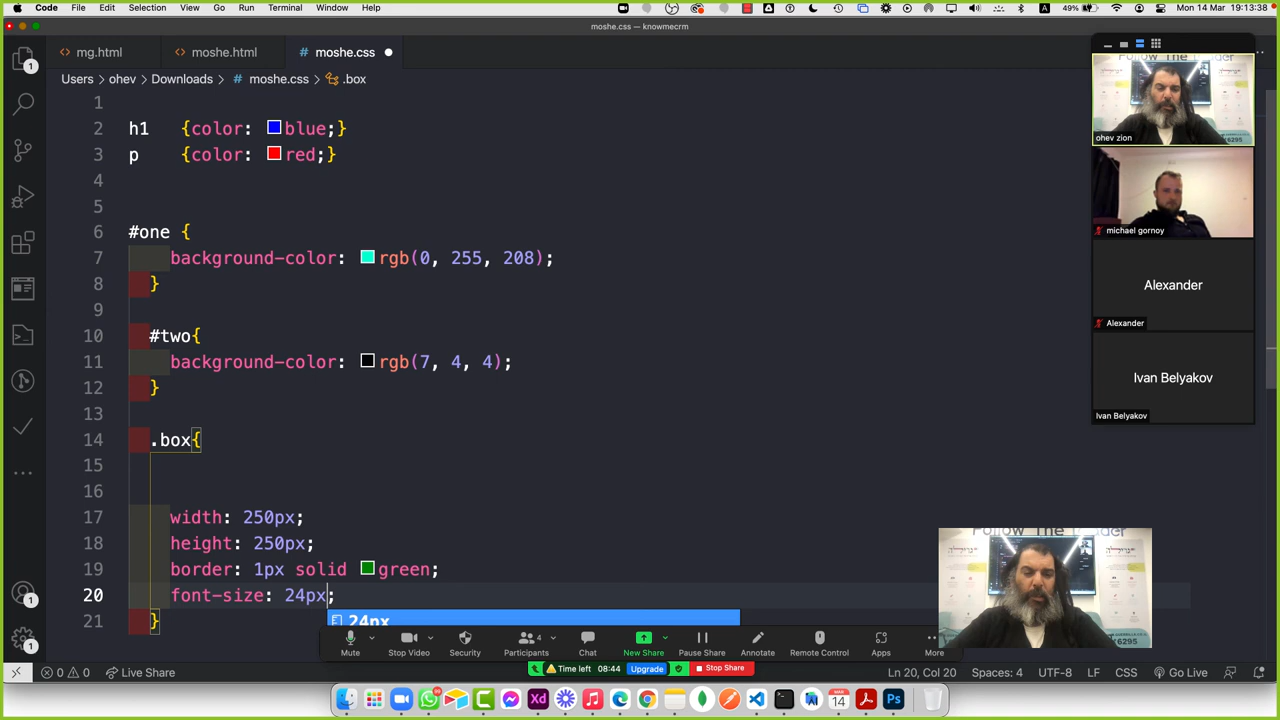 Code File Edit Selection View Go Run Terminal Window Help
49% Mon 14 Mar 19:13:38
moshe.css — knowmecrm
mg.html moshe.html moshe.css
Users > ohev > Downloads > # moshe.css > .box
1
2 h1 {color: blue;}
3 p {color: red;}
4
5
6 #one {
7 background-color: rgb(0, 255, 208);
8 }
9
10 #two{
11 background-color: rgb(7, 4, 4);
12 }
13
14 .box{
15
16
17 width: 250px;
18 height: 250px;
19 border: 1px solid green;
20 font-size: 24px;
21 }
24px
ohev zion
michael gornoy
Alexander
Alexander
Ivan Belyakov
Ivan Belyakov
Mute Stop Video Security Participants 4 Chat New Share Pause Share Annotate Remote Control Apps More
Time left 08:44 Upgrade Stop Share
0 0 Live Share Ln 20, Col 20 Spaces: 4 UTF-8 LF CSS Go Live